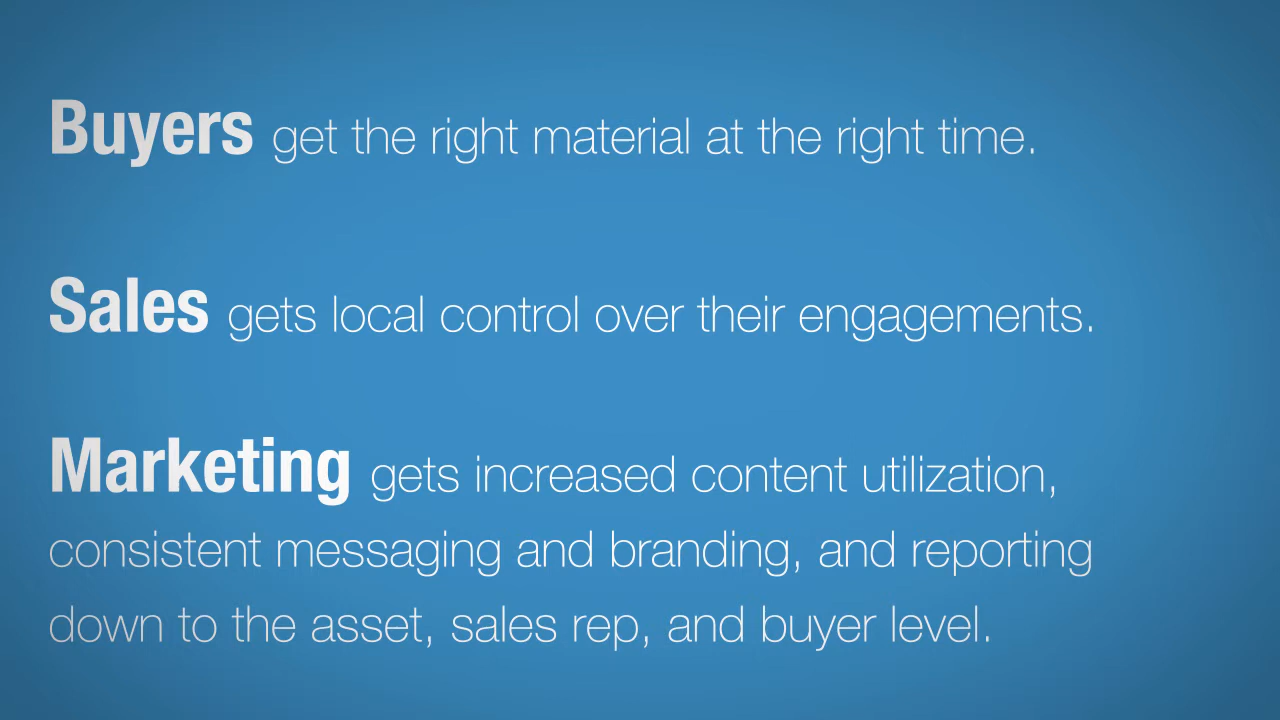 Buyers get the right material at the right time.
Sales gets local control over their engagements.
Marketing gets increased content utilization,
consistent messaging and branding, and reporting
down to the asset, sales rep, and buyer level.